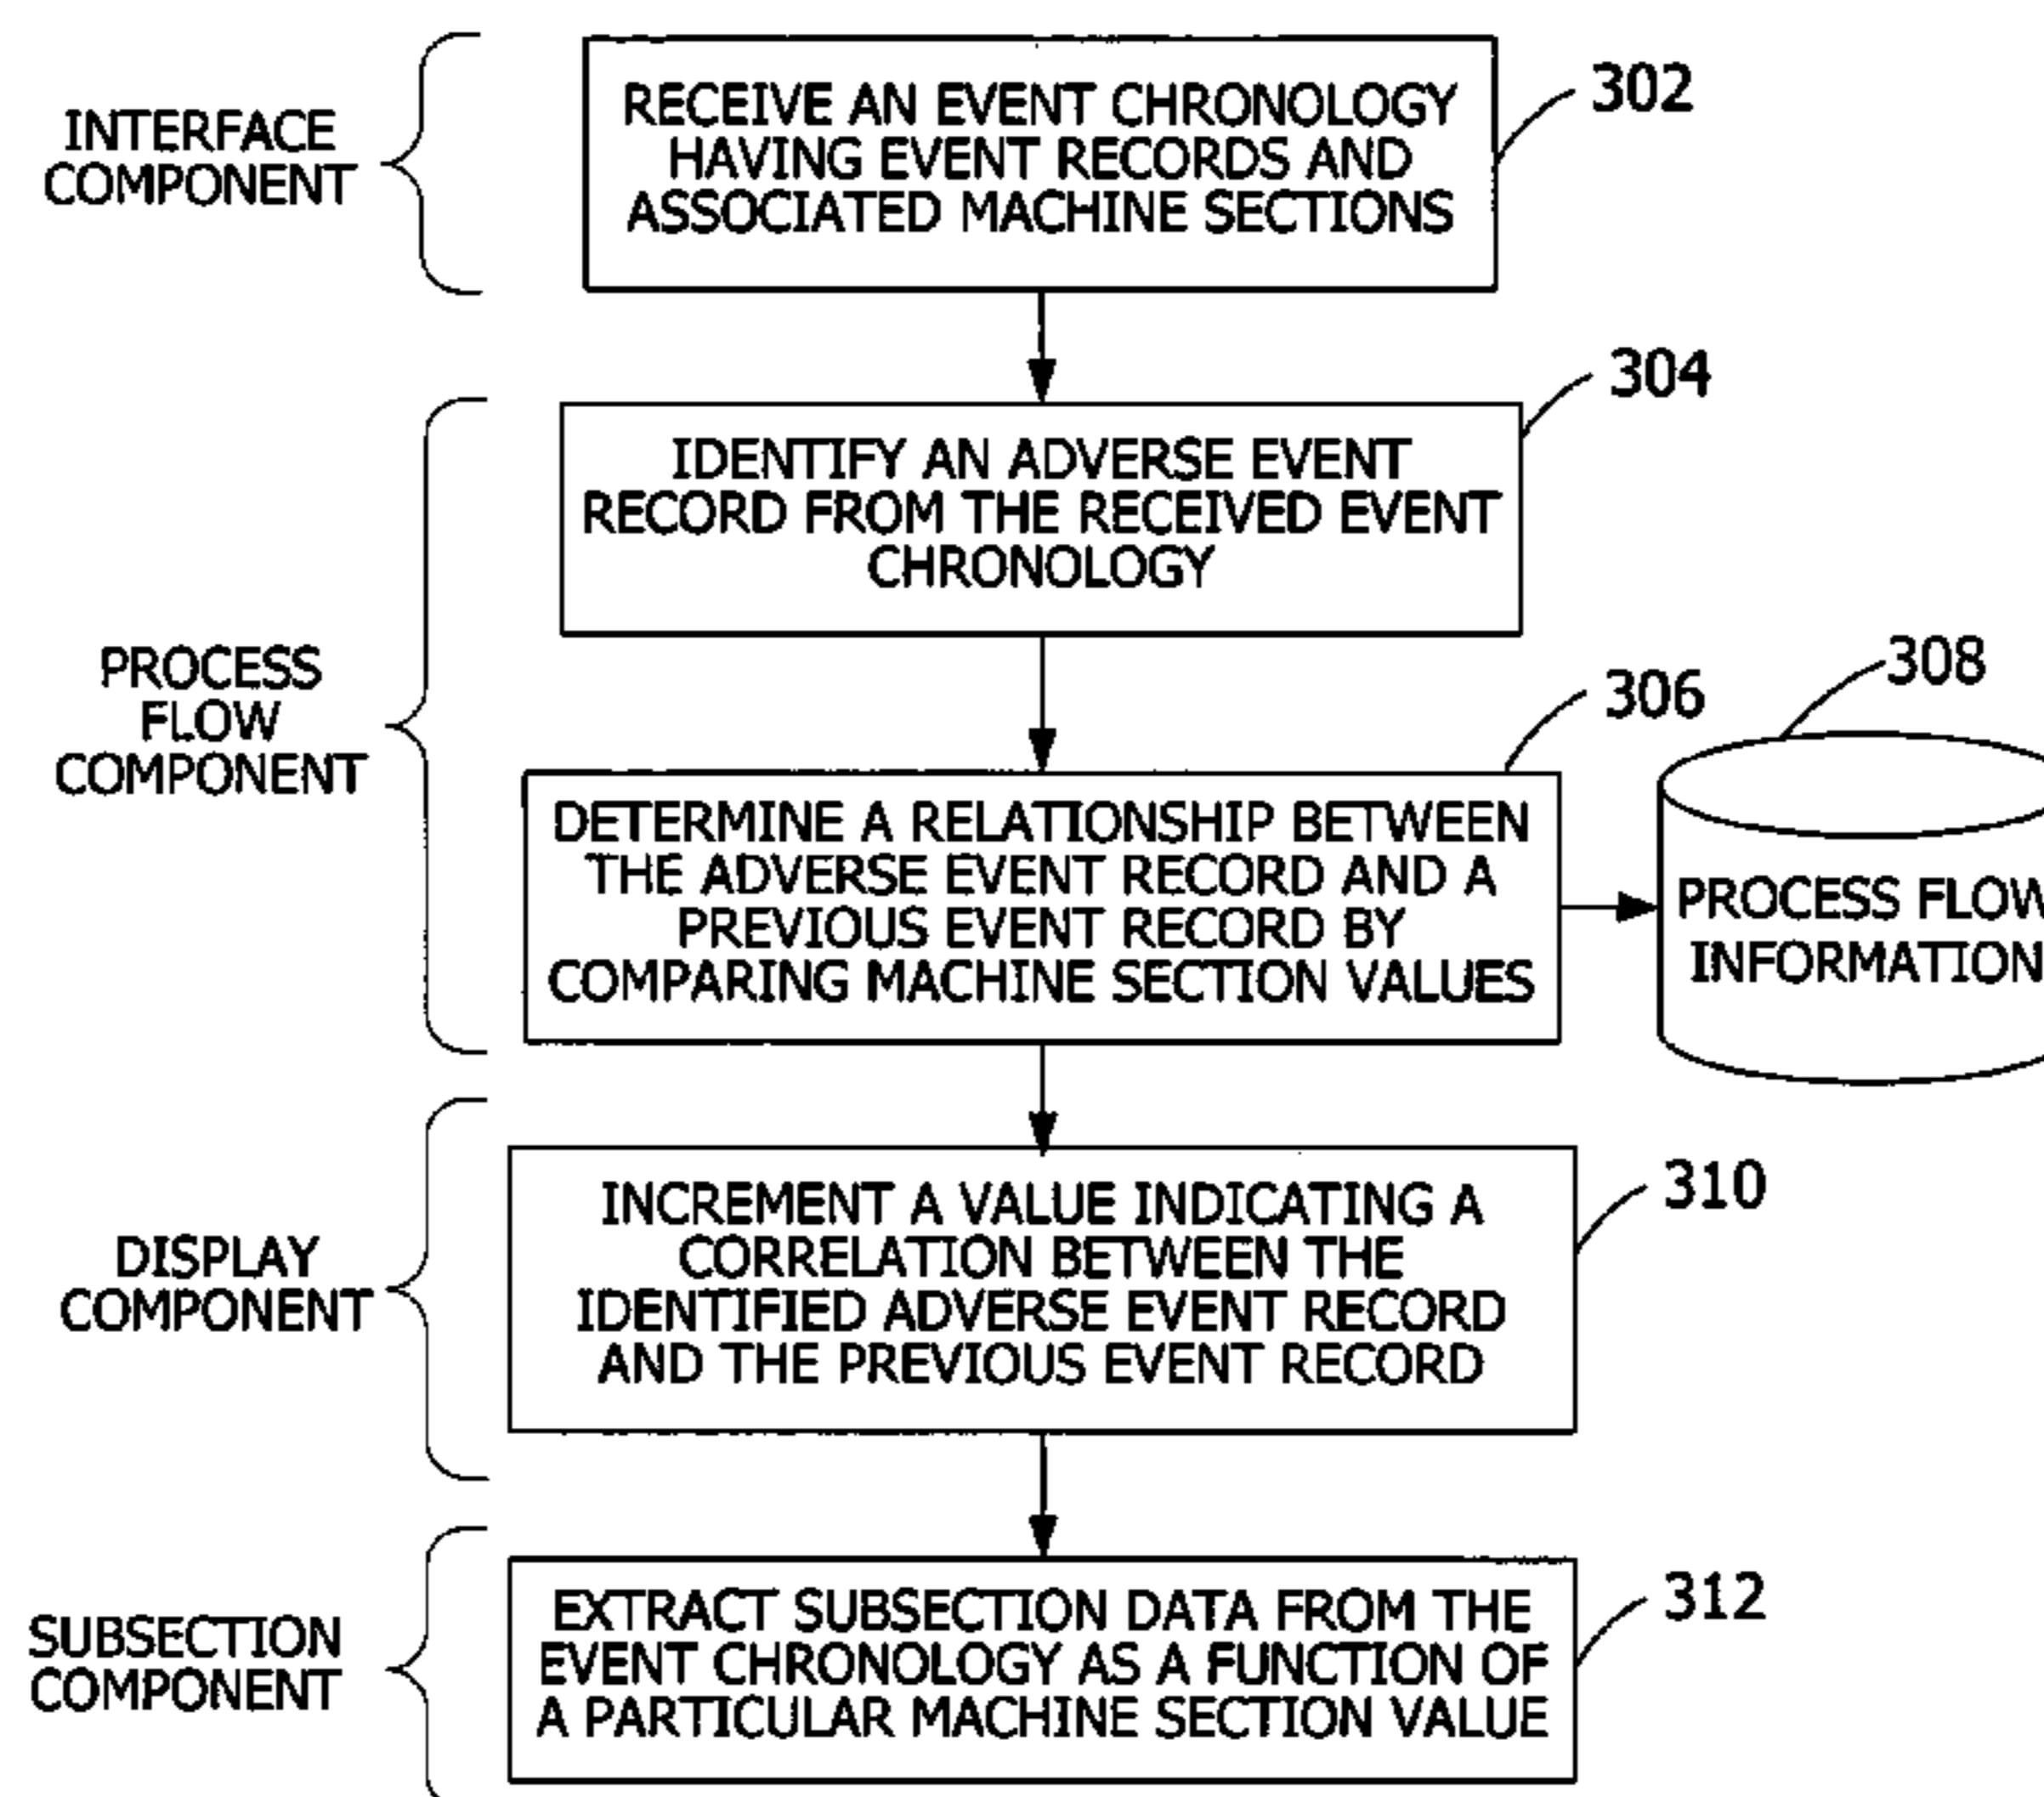 INTERFACE
COMPONENT
RECEIVE AN EVENT CHRONOLOGY
HAVING EVENT RECORDS AND
ASSOCIATED MACHINE SECTIONS
302
PROCESS
FLOW
COMPONENT
IDENTIFY AN ADVERSE EVENT
RECORD FROM THE RECEIVED EVENT
CHRONOLOGY
304
DETERMINE A RELATIONSHIP BETWEEN
THE ADVERSE EVENT RECORD AND A
PREVIOUS EVENT RECORD BY
COMPARING MACHINE SECTION VALUES
306
308
PROCESS FLOW
INFORMATION
DISPLAY
COMPONENT
INCREMENT A VALUE INDICATING A
CORRELATION BETWEEN THE
IDENTIFIED ADVERSE EVENT RECORD
AND THE PREVIOUS EVENT RECORD
310
SUBSECTION
COMPONENT
EXTRACT SUBSECTION DATA FROM THE
EVENT CHRONOLOGY AS A FUNCTION OF
A PARTICULAR MACHINE SECTION VALUE
312